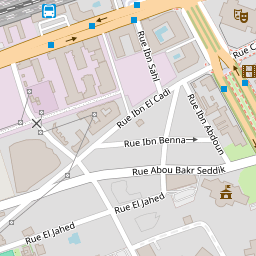 Rue Ibn Sahl
Rue C
Rue Ibn El Cadi
Rue Ibn Abdoun
Rue Ibn Benna
Rue Abou Bakr Seddik
Rue El Jahed
Rue El Jahed